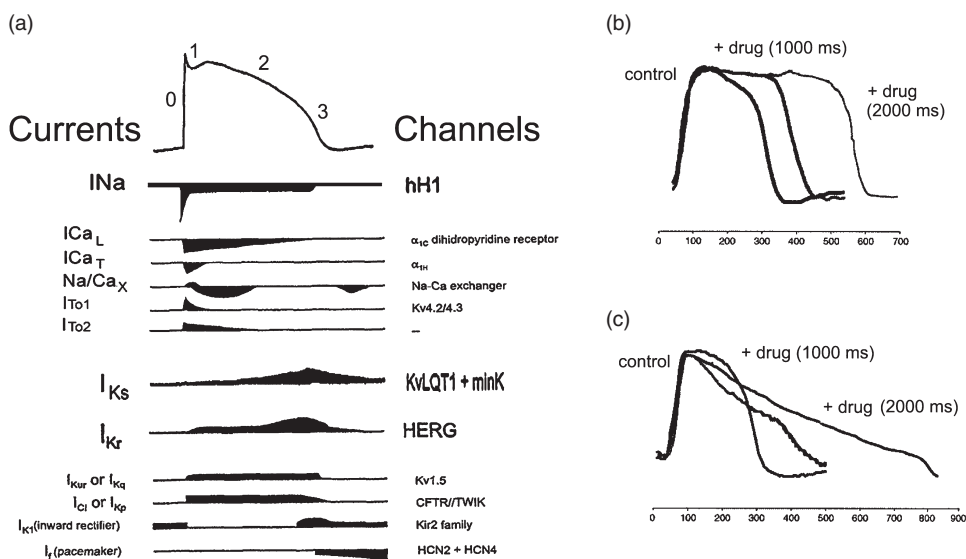 (a)
0
1
2
3
Currents
Channels
INa hH1
ICaL α1C dihidropyridine receptor
ICaT α1H
Na/CaX Na-Ca exchanger
ITo1 Kv4.2/4.3
ITo2 –
IKs KvLQT1 + minK
IKr HERG
IKur or IKq Kv1.5
ICl or IKp CFTR//TWIK
IK1(inward rectifier) Kir2 family
If(pacemaker) HCN2 + HCN4
(b)
+ drug (1000 ms)
control
+ drug
(2000 ms)
0 100 200 300 400 500 600 700
(c)
control
+ drug (1000 ms)
+ drug (2000 ms)
0 100 200 300 400 500 600 700 800 900